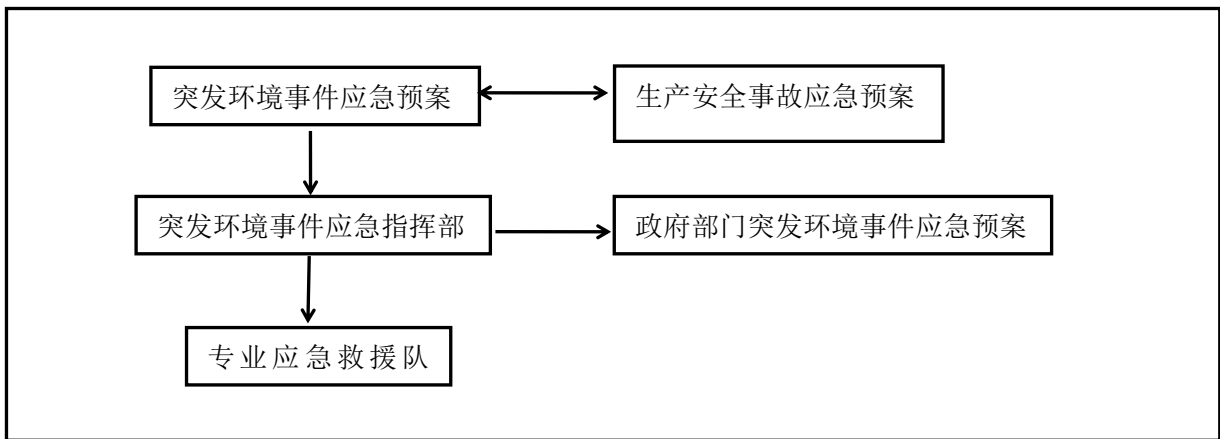 突发环境事件应急预案
生产安全事故应急预案
突发环境事件应急指挥部
政府部门突发环境事件应急预案
专业应急救援队